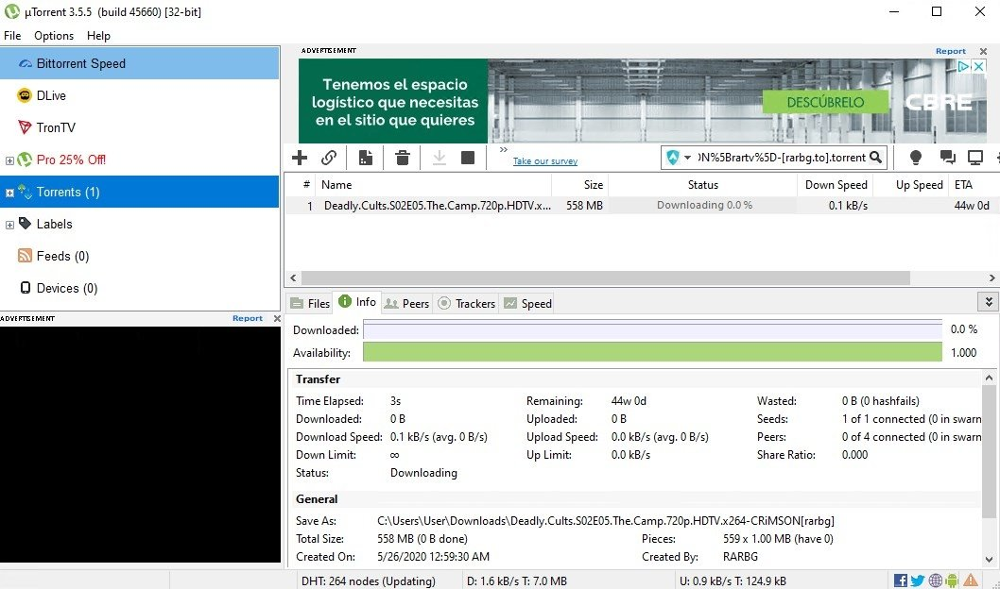 µTorrent 3.5.5 (build 45660) [32-bit]
File Options Help
Bittorrent Speed
DLive
TronTV
Pro 25% Off!
Torrents (1)
Labels
Feeds (0)
Devices (0)
ADVERTISEMENT Report
ADVERTISEMENT Report
Tenemos el espacio
logístico que necesitas
en el sitio que quieres
DESCÚBRELO
CBRE
Take our survey
)N%5Brartv%5D-[rarbg.to].torrent
# Name Size Status Down Speed Up Speed ETA
1 Deadly.Cults.S02E05.The.Camp.720p.HDTV.x... 558 MB Downloading 0.0 % 0.1 kB/s 44w 0d
Files Info Peers Trackers Speed
Downloaded: 0.0 %
Availability: 1.000
Transfer
Time Elapsed: 3s Remaining: 44w 0d Wasted: 0 B (0 hashfails)
Downloaded: 0 B Uploaded: 0 B Seeds: 1 of 1 connected (0 in swarn
Download Speed: 0.1 kB/s (avg. 0 B/s) Upload Speed: 0.0 kB/s (avg. 0 B/s) Peers: 0 of 4 connected (0 in swarn
Down Limit: ∞ Up Limit: 0.0 kB/s Share Ratio: 0.000
Status: Downloading
General
Save As: C:\Users\User\Downloads\Deadly.Cults.S02E05.The.Camp.720p.HDTV.x264-CRiMSON[rarbg]
Total Size: 558 MB (0 B done) Pieces: 559 x 1.00 MB (have 0)
Created On: 5/26/2020 12:59:30 AM Created By: RARBG
DHT: 264 nodes (Updating) D: 1.6 kB/s T: 7.0 MB U: 0.9 kB/s T: 124.9 kB